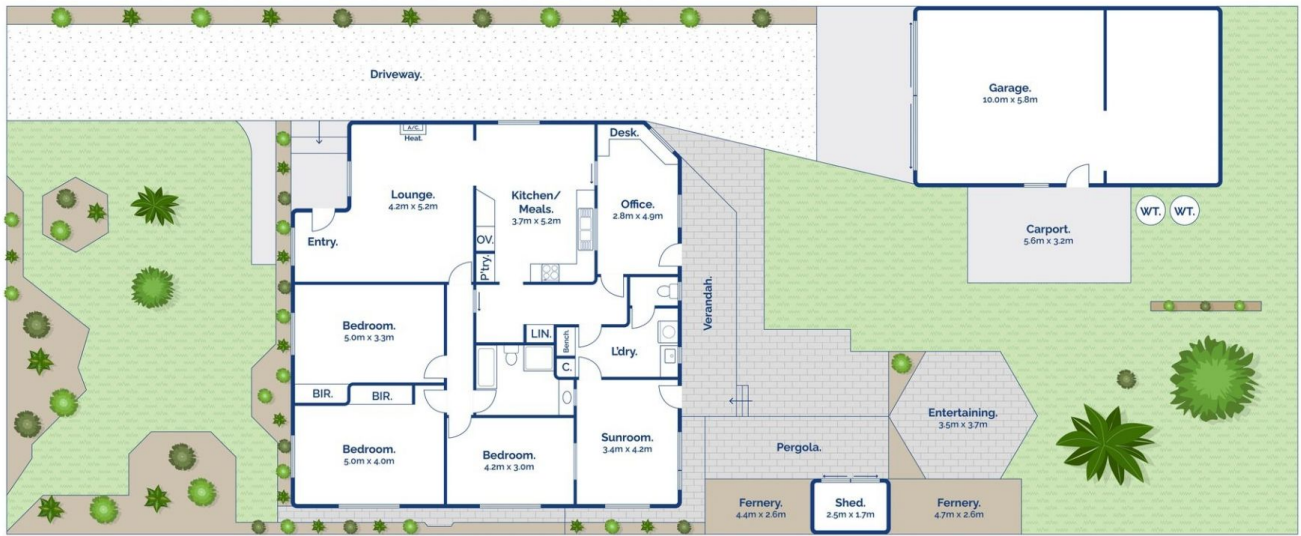 Driveway.
Garage.
10.0m x 5.8m
A/C.
Heat.
Desk.
Lounge.
4.2m x 5.2m
Kitchen/
Meals.
3.7m x 5.2m
Office.
2.8m x 4.9m
WT.
WT.
Carport.
5.6m x 3.2m
Entry.
OV.
P'try.
Verandah.
Bedroom.
5.0m x 3.3m
LIN.
Bench.
L'dry.
C.
BIR.
BIR.
Entertaining.
3.5m x 3.7m
Bedroom.
5.0m x 4.0m
Bedroom.
4.2m x 3.0m
Sunroom.
3.4m x 4.2m
Pergola.
Fernery.
4.4m x 2.6m
Shed.
2.5m x 1.7m
Fernery.
4.7m x 2.6m